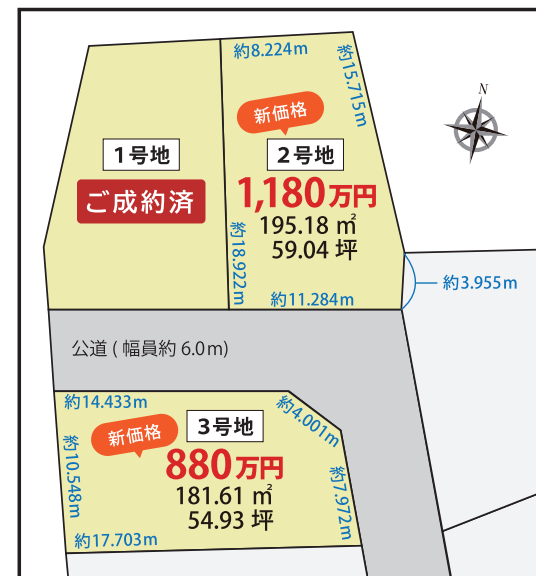 約8.224m
約15.715m
N
新価格
1号地
2号地
ご成約済
1,180万円
195.18 ㎡
59.04 坪
約18.922m
約11.284m
約3.955m
公道 ( 幅員約 6.0m)
約14.433m
約4.001m
新価格
3号地
880万円
181.61 ㎡
54.93 坪
約10.548m
約7.972m
約17.703m